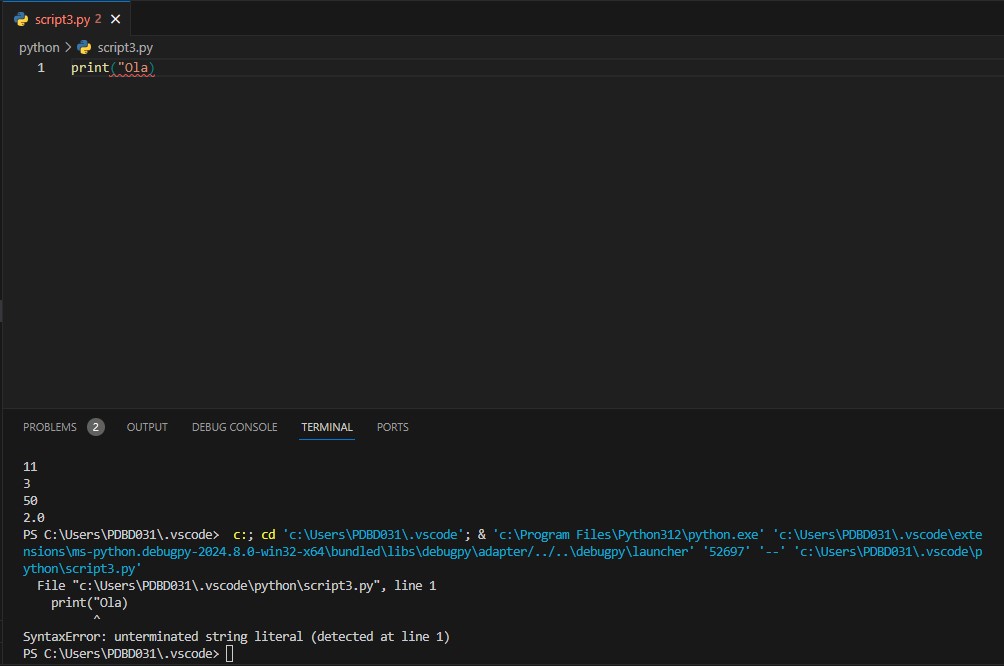 script3.py 2
python > script3.py
1 print("Ola)
PROBLEMS 2 OUTPUT DEBUG CONSOLE TERMINAL PORTS
11
3
50
2.0
PS C:\Users\PDBD031\.vscode>  c:; cd 'c:\Users\PDBD031\.vscode'; & 'c:\Program Files\Python312\python.exe' 'c:\Users\PDBD031\.vscode\exte
nsions\ms-python.debugpy-2024.8.0-win32-x64\bundled\libs\debugpy\adapter/../..\debugpy\launcher' '52697' '--' 'c:\Users\PDBD031\.vscode\p
ython\script3.py'
  File "c:\Users\PDBD031\.vscode\python\script3.py", line 1
    print("Ola)
          ^
SyntaxError: unterminated string literal (detected at line 1)
PS C:\Users\PDBD031\.vscode>